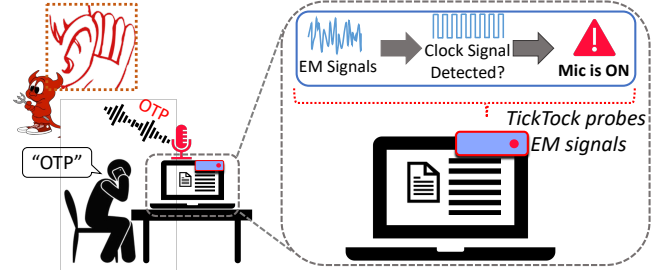 OTP
“OTP”
EM Signals
Clock Signal
Detected?
Mic is ON
TickTock probes
EM signals